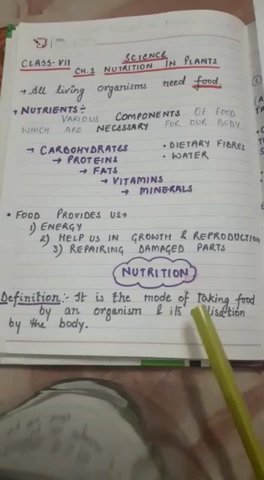 SCIENCE
CLASS-VII
CH.1 NUTRITION IN PLANTS
→ All living organisms need food.
→ NUTRIENTS÷
VARIOUS COMPONENTS OF FOOD
WHICH ARE NECESSARY FOR OUR BODY
→ CARBOHYDRATES
• DIETARY FIBRES
→ PROTEINS
• WATER
→ FATS
→ VITAMINS
→ MINERALS
• FOOD PROVIDES US→
1) ENERGY
2) HELP US IN GROWTH & REPRODUCTION
3) REPAIRING DAMAGED PARTS
NUTRITION
Definition:- It is the mode of taking food
by an organism & its
by the body.